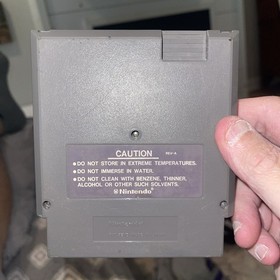 CAUTION REV-A
■ DO NOT STORE IN EXTREME TEMPERATURES.
■ DO NOT IMMERSE IN WATER.
■ DO NOT CLEAN WITH BENZENE, THINNER,
ALCOHOL OR OTHER SUCH SOLVENTS.
Nintendo®